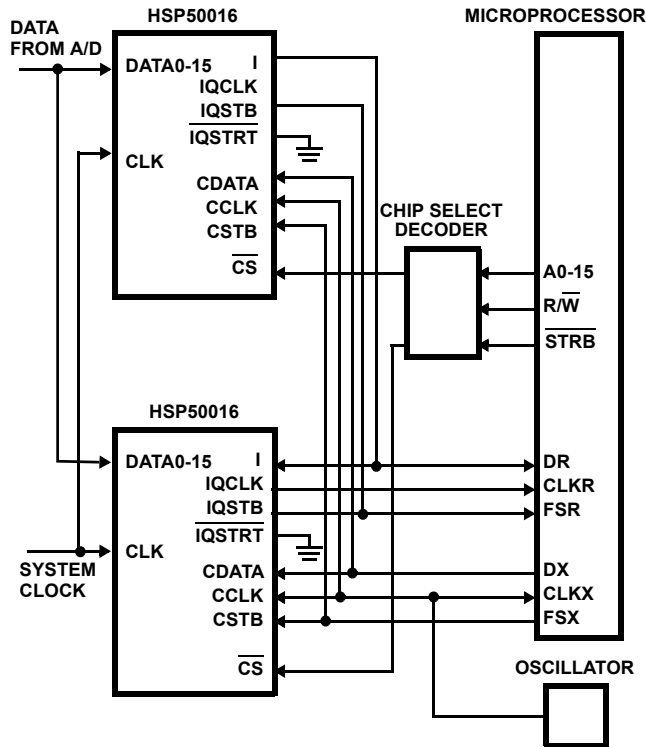 HSP50016
MICROPROCESSOR
DATA
FROM A/D
DATA0-15
I
IQCLK
IQSTB
IQSTRT
CLK
CDATA
CCLK
CSTB
CS
CHIP SELECT
DECODER
A0-15
R/W
STRB
HSP50016
DATA0-15
I
IQCLK
IQSTB
IQSTRT
CLK
CDATA
CCLK
CSTB
CS
DR
CLKR
FSR
DX
CLKX
FSX
SYSTEM
CLOCK
OSCILLATOR